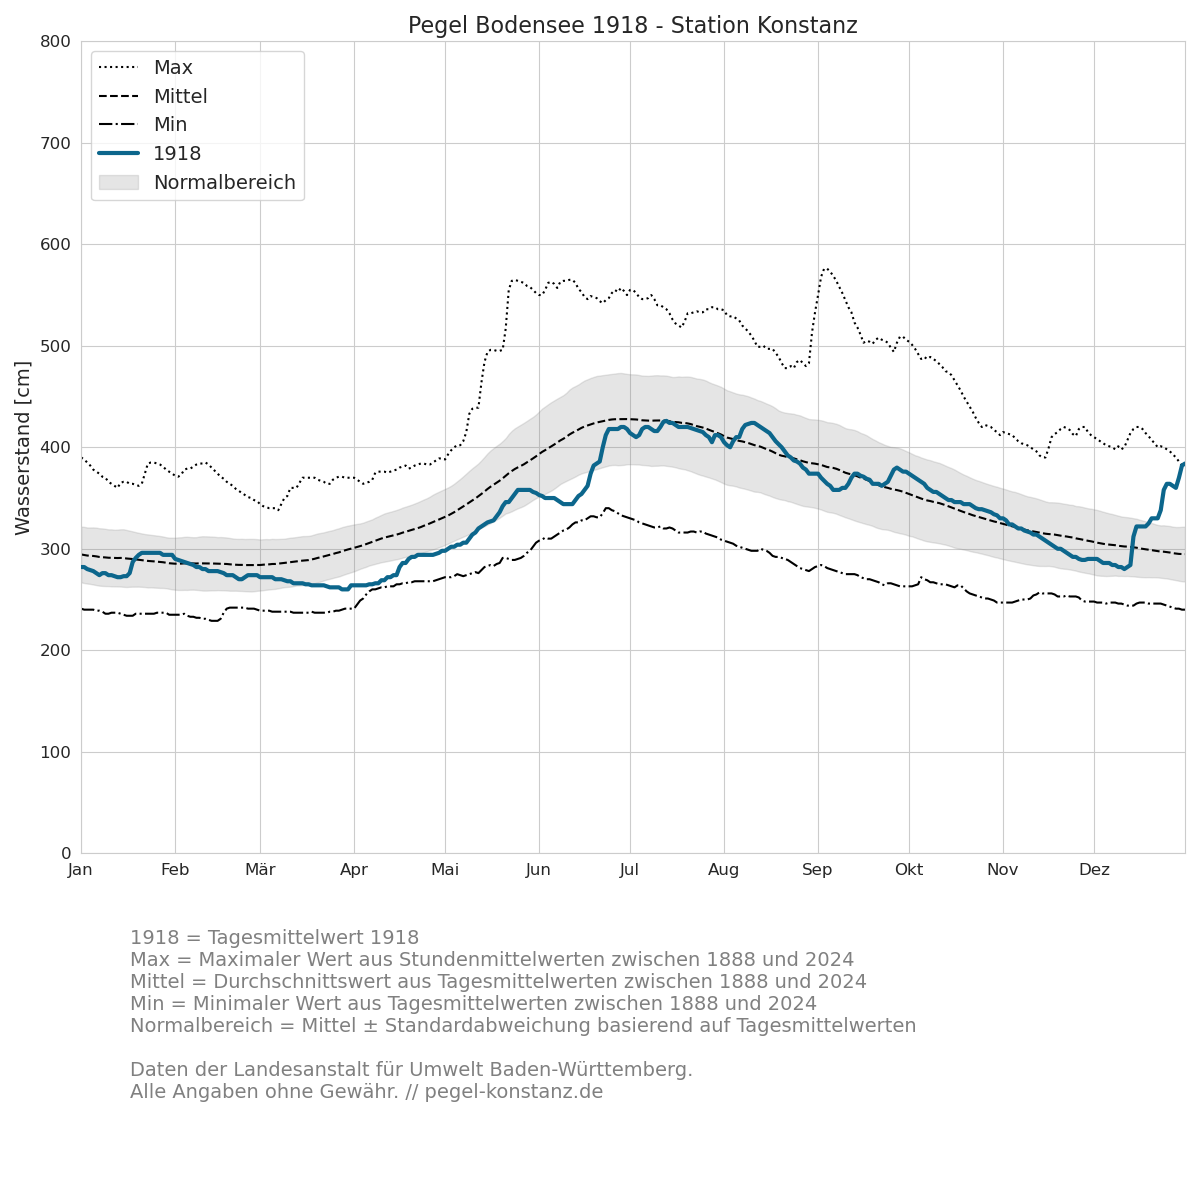 Pegel Bodensee 1918 - Station Konstanz
800
700
600
500
400
300
200
100
0
Wasserstand [cm]
Max
Mittel
Min
1918
Normalbereich
Jan Feb Mär Apr Mai Jun Jul Aug Sep Okt Nov Dez
1918 = Tagesmittelwert 1918
Max = Maximaler Wert aus Stundenmittelwerten zwischen 1888 und 2024
Mittel = Durchschnittswert aus Tagesmittelwerten zwischen 1888 und 2024
Min = Minimaler Wert aus Tagesmittelwerten zwischen 1888 und 2024
Normalbereich = Mittel ± Standardabweichung basierend auf Tagesmittelwerten
Daten der Landesanstalt für Umwelt Baden-Württemberg.
Alle Angaben ohne Gewähr. // pegel-konstanz.de